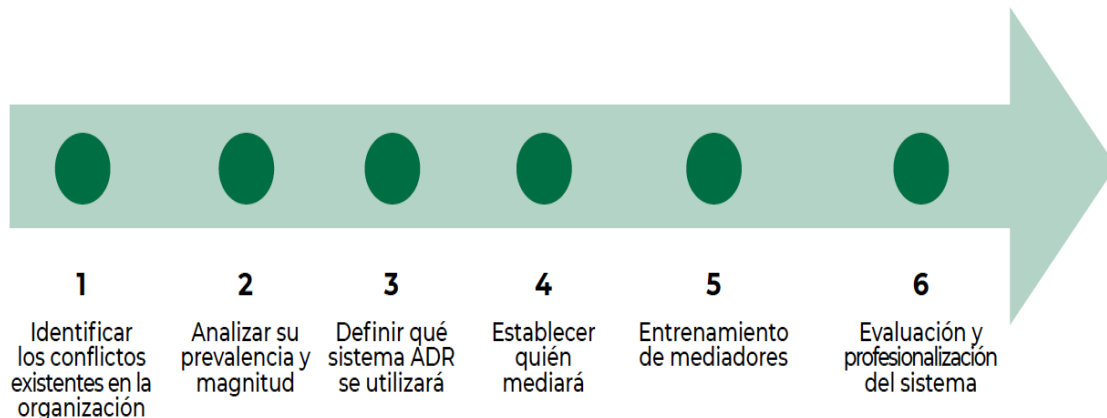 1
Identificar
los conflictos
existentes en la
organización
2
Analizar su
prevalencia y
magnitud
3
Definir qué
sistema ADR
se utilizará
4
Establecer
quién
mediará
5
Entrenamiento
de mediadores
6
Evaluación y
profesionalización
del sistema